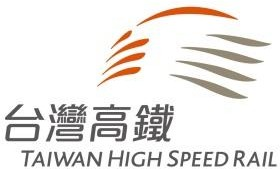 台灣高鐵
TAIWAN HIGH SPEED RAIL